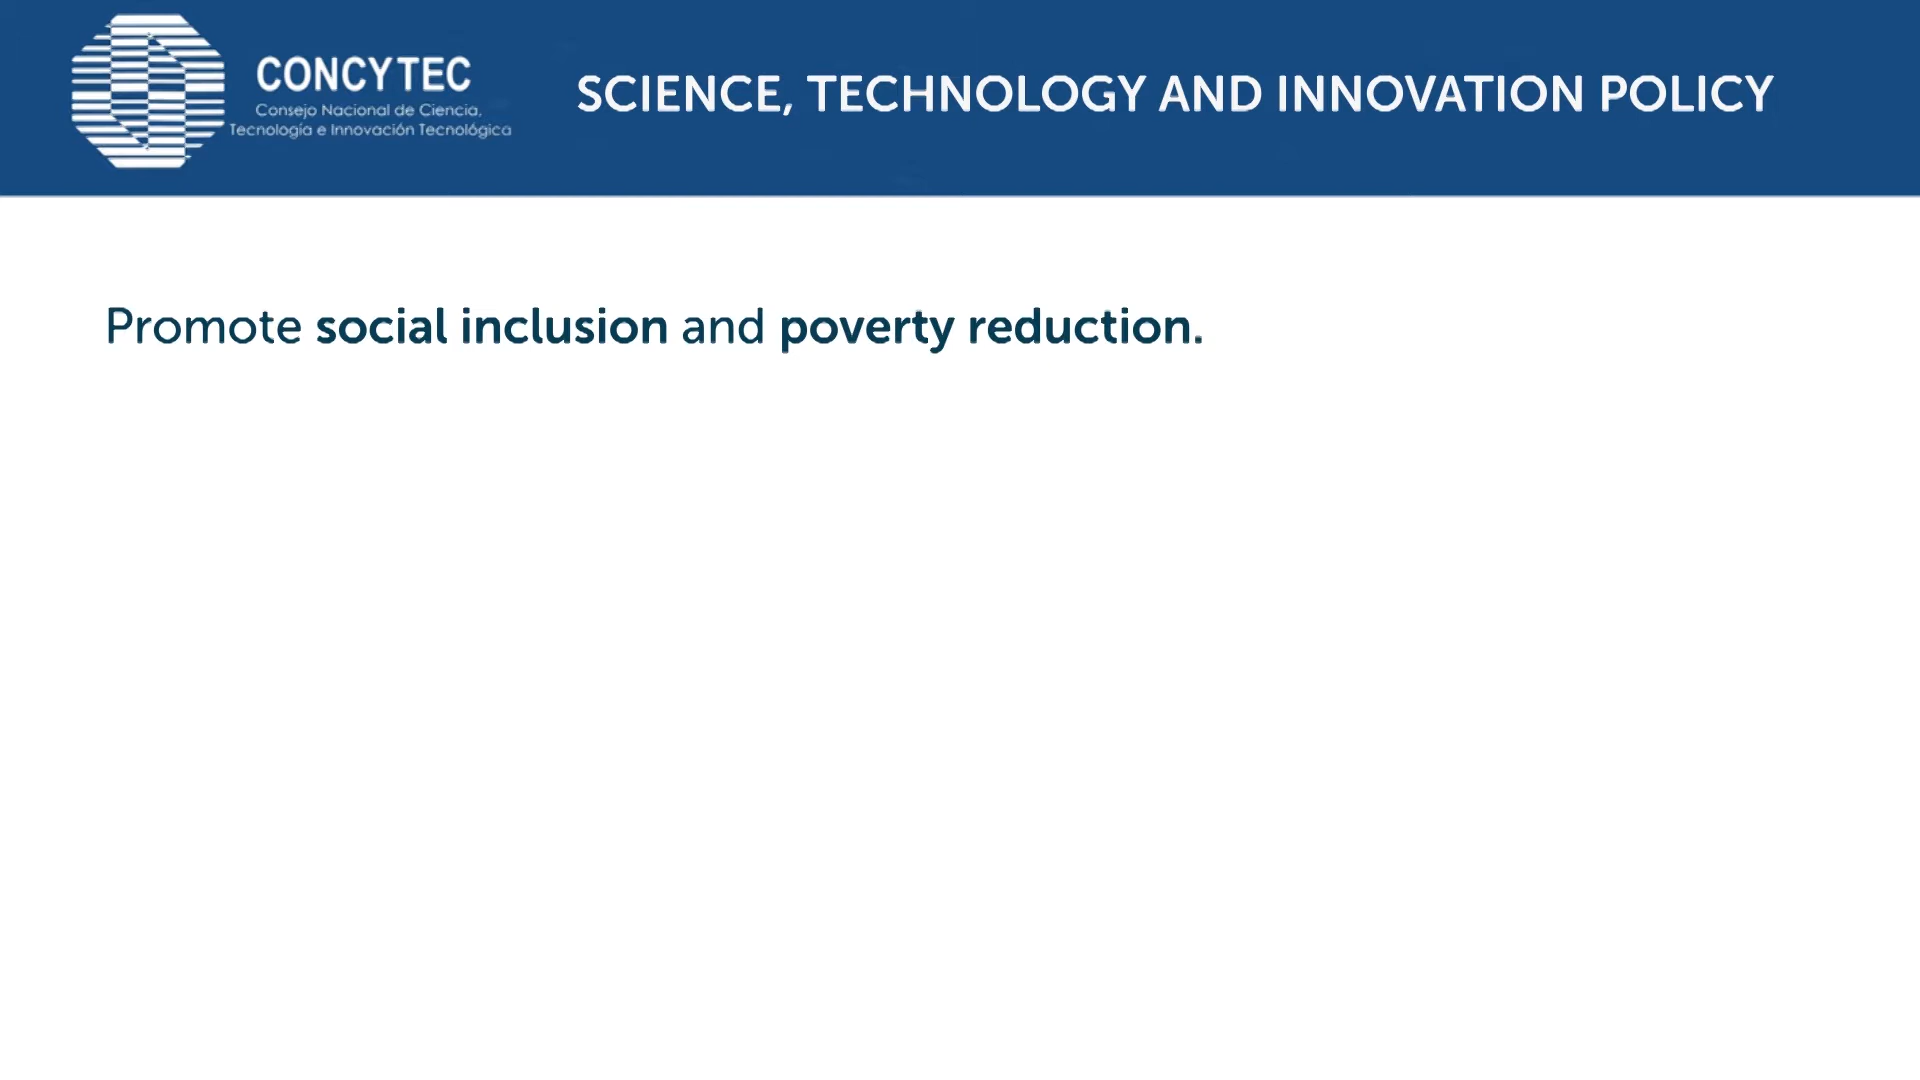 CONCYTEC
Consejo Nacional de Ciencia,
Tecnología e Innovación Tecnológica
SCIENCE, TECHNOLOGY AND INNOVATION POLICY
Promote social inclusion and poverty reduction.